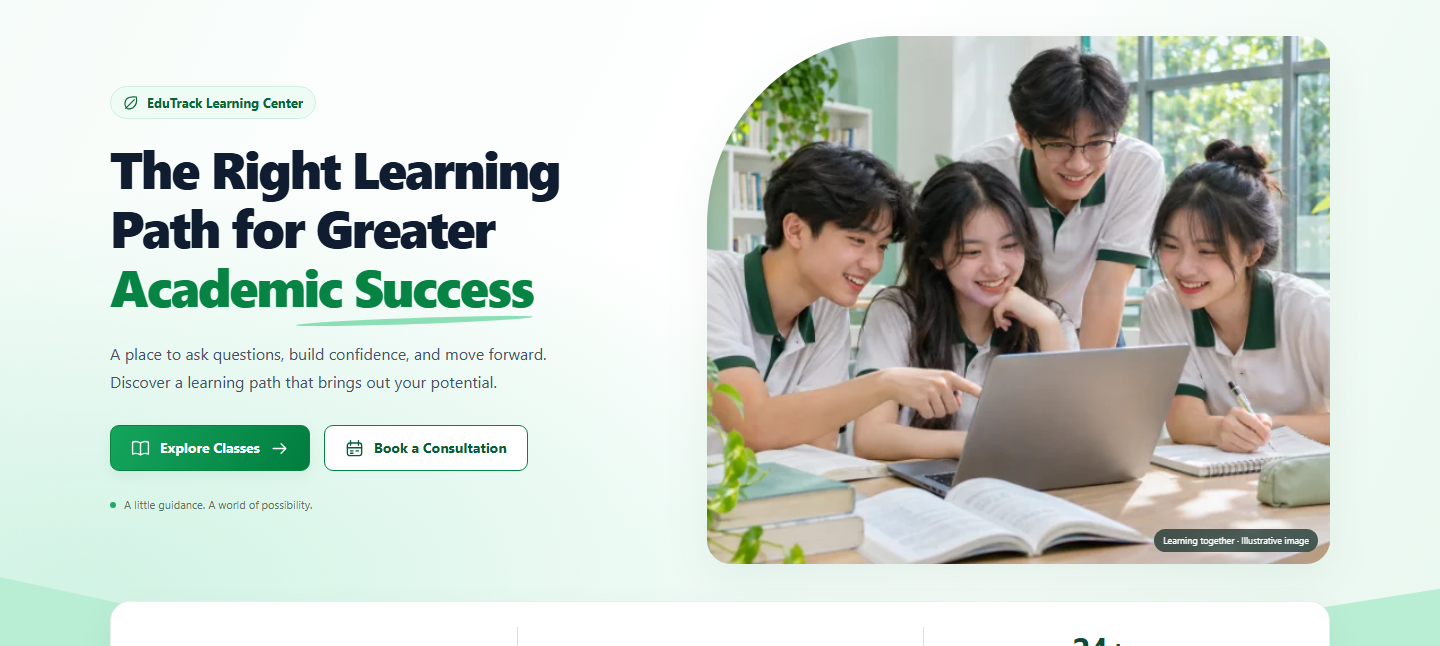 EduTrack Learning Center
The Right Learning
Path for Greater
Academic Success
A place to ask questions, build confidence, and move forward.
Discover a learning path that brings out your potential.
Explore Classes
Book a Consultation
A little guidance. A world of possibility.
Learning together · Illustrative image